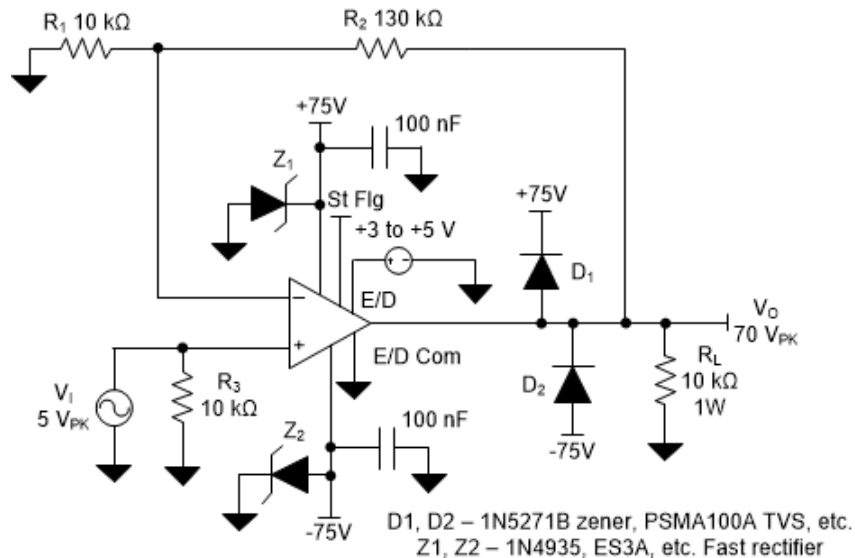 R1 10 kΩ
R2 130 kΩ
+75V
100 nF
Z1
St Flg
+3 to +5 V
+ -
+75V
D1
−
E/D
+
E/D Com
VO
70 VPK
RL
10 kΩ
1W
D2
-75V
VI
5 VPK
R3
10 kΩ
Z2
100 nF
-75V
D1, D2 – 1N5271B zener, PSMA100A TVS, etc.
Z1, Z2 – 1N4935, ES3A, etc. Fast rectifier